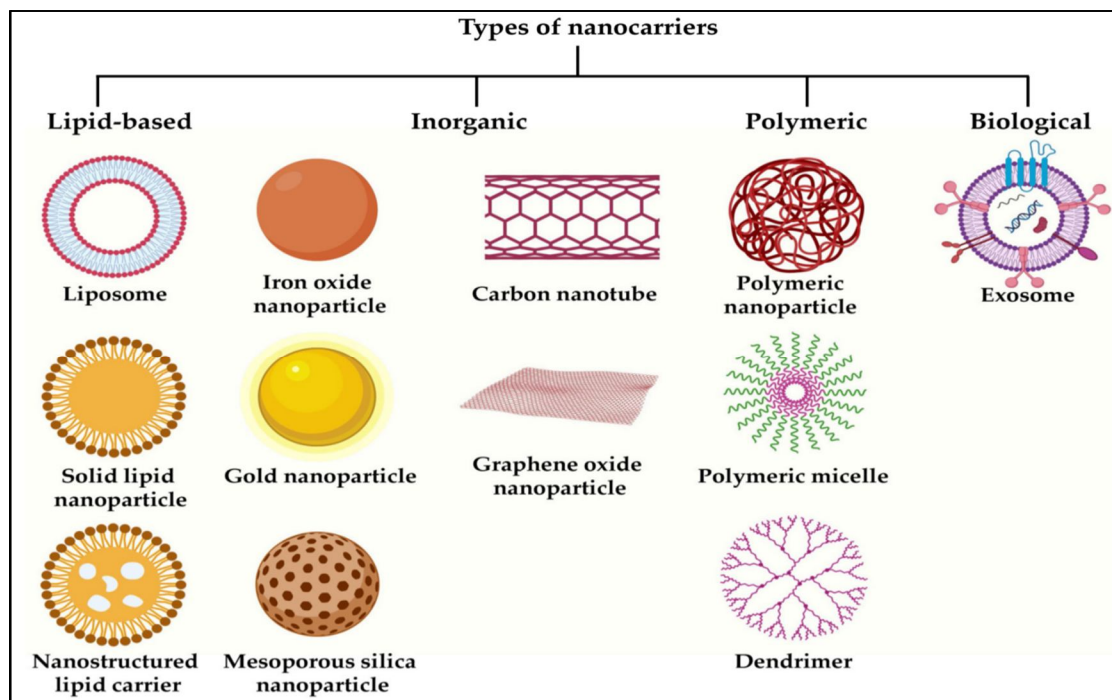 Types of nanocarriers
Lipid-based
Inorganic
Polymeric
Biological
Liposome
Iron oxide
nanoparticle
Carbon nanotube
Polymeric
nanoparticle
Exosome
Solid lipid
nanoparticle
Gold nanoparticle
Graphene oxide
nanoparticle
Polymeric micelle
Nanostructured
lipid carrier
Mesoporous silica
nanoparticle
Dendrimer